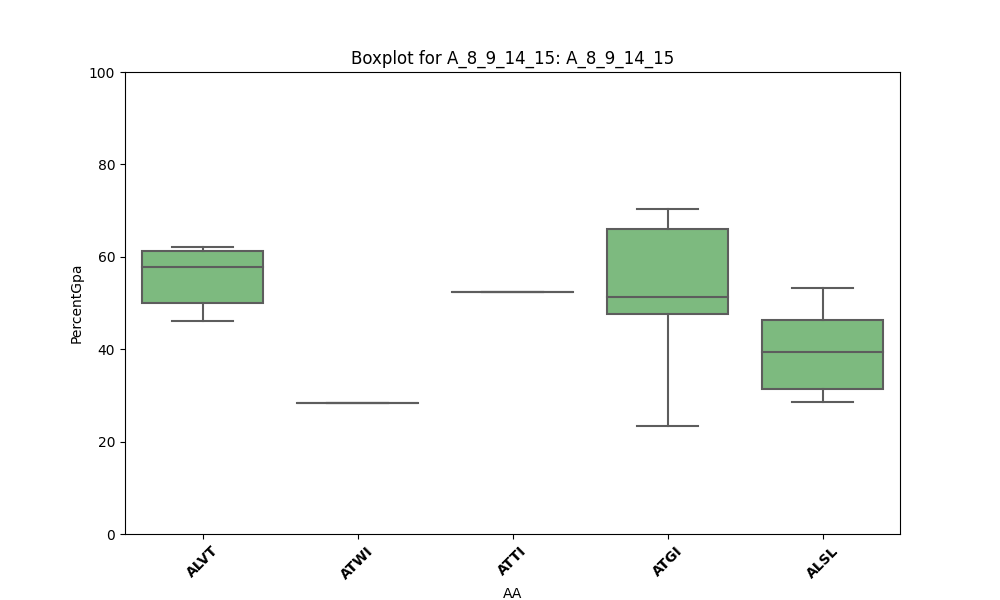 Boxplot for A_8_9_14_15: A_8_9_14_15
100
80
60
40
20
0
PercentGpa
ALVT
ATWI
ATTI
ATGI
ALSL
AA